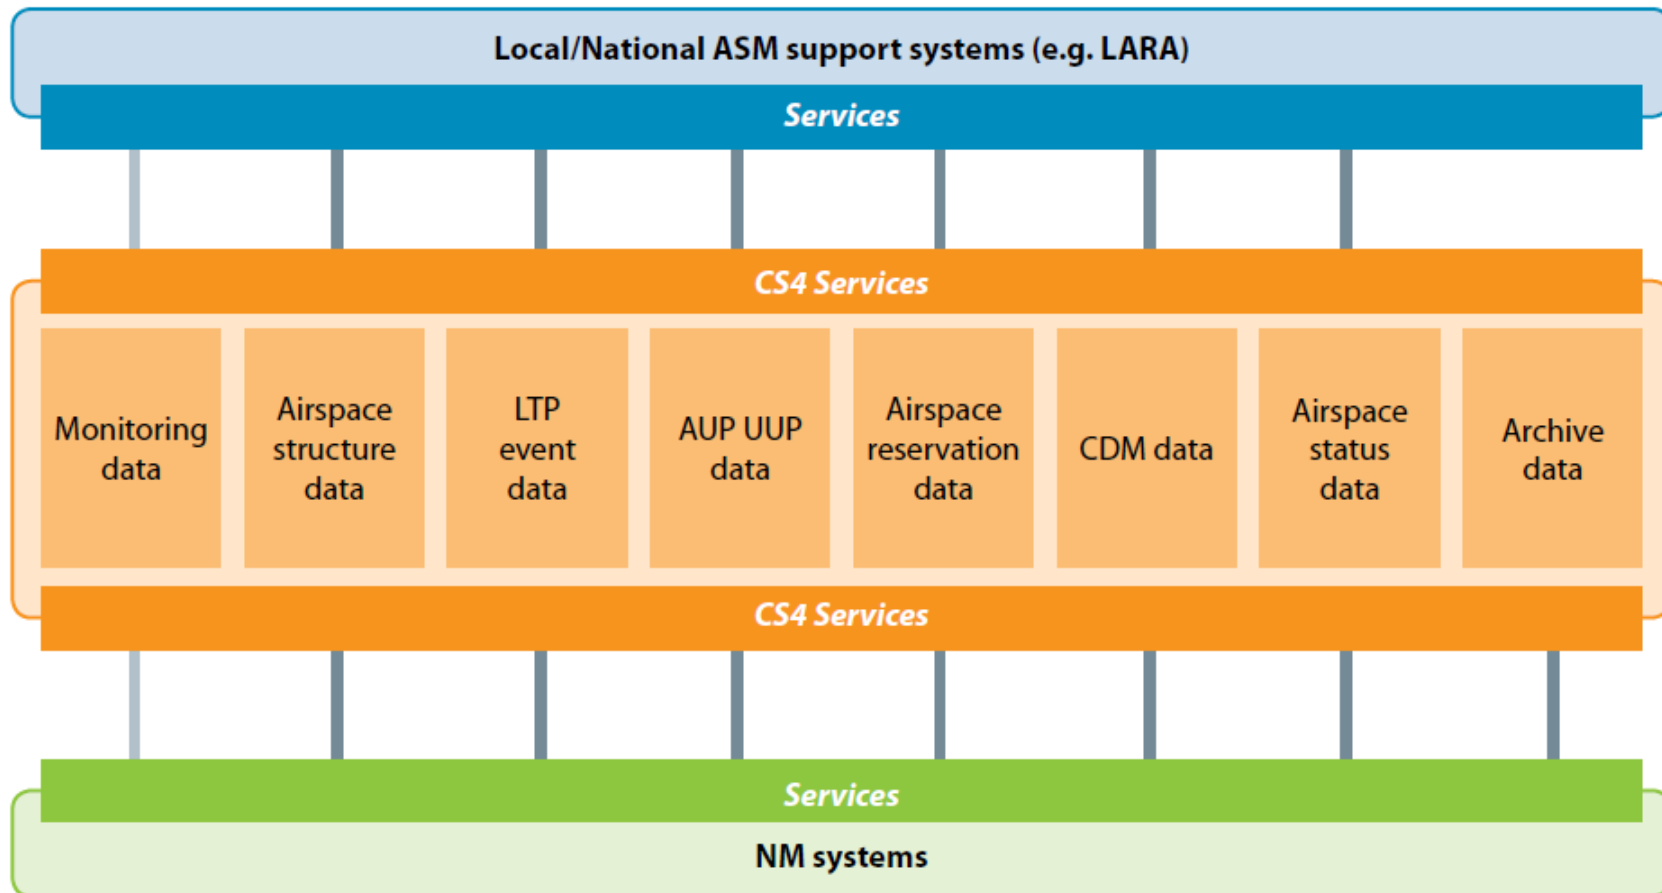 Local/National ASM support systems (e.g. LARA)
Services
CS4 Services
Monitoring
data
Airspace
structure
data
LTP
event
data
AUP UUP
data
Airspace
reservation
data
CDM data
Airspace
status
data
Archive
data
CS4 Services
Services
NM systems